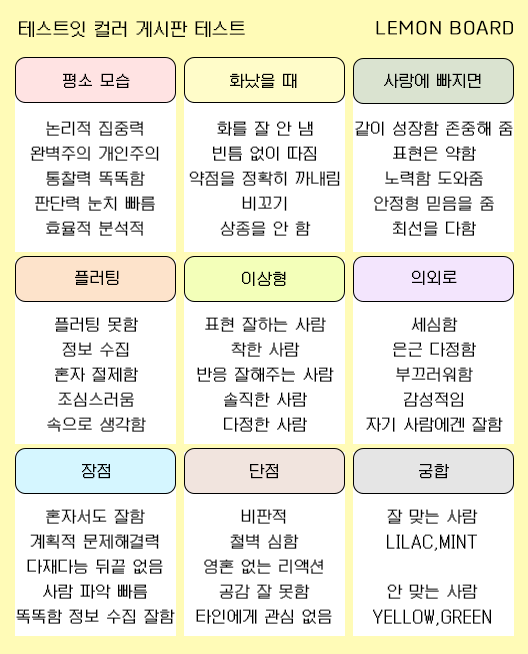 테스트잇 컬러 게시판 테스트
LEMON BOARD
평소 모습
논리적 집중력
완벽주의 개인주의
통찰력 똑똑함
판단력 눈치 빠름
효율적 분석적
화났을 때
화를 잘 안 냄
빈틈 없이 따짐
약점을 정확히 까내림
비꼬기
상종을 안 함
사랑에 빠지면
같이 성장함 존중해 줌
표현은 약함
노력함 도와줌
안정형 믿음을 줌
최선을 다함
플러팅
플러팅 못함
정보 수집
혼자 절제함
조심스러움
속으로 생각함
이상형
표현 잘하는 사람
착한 사람
반응 잘해주는 사람
솔직한 사람
다정한 사람
의외로
세심함
은근 다정함
부끄러워함
감성적임
자기 사람에겐 잘함
장점
혼자서도 잘함
계획적 문제해결력
다재다능 뒤끝 없음
사람 파악 빠름
똑똑함 정보 수집 잘함
단점
비판적
철벽 심함
영혼 없는 리액션
공감 잘 못함
타인에게 관심 없음
궁합
잘 맞는 사람
LILAC,MINT
안 맞는 사람
YELLOW,GREEN